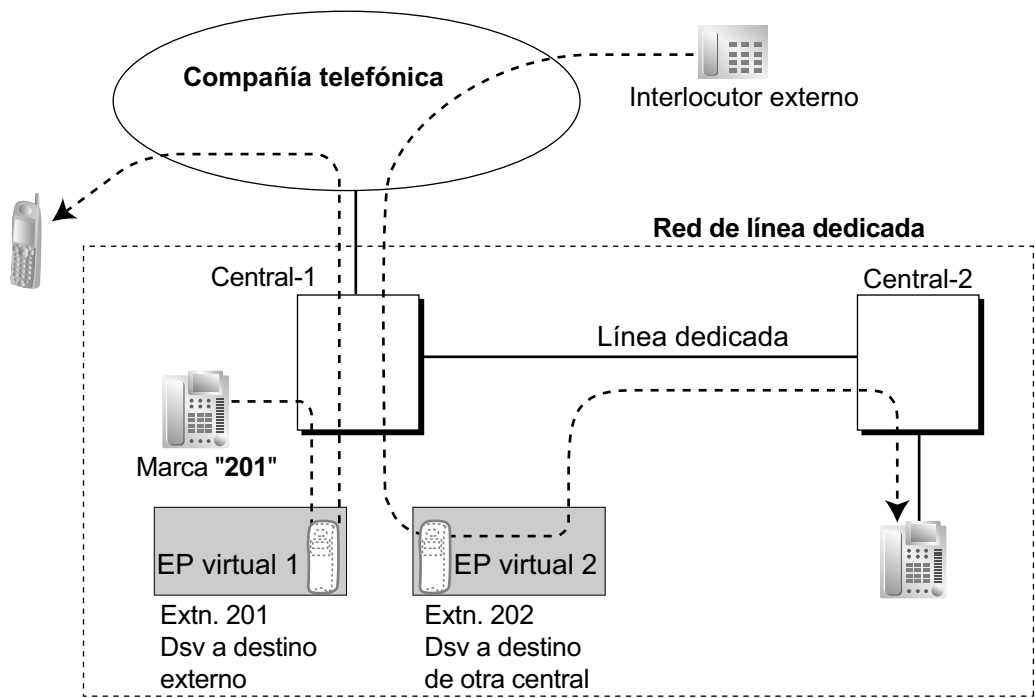 Compañía telefónica
Interlocutor externo
Red de línea dedicada
Central-1
Central-2
Línea dedicada
Marca "201"
EP virtual 1
EP virtual 2
Extn. 201
Dsv a destino
externo
Extn. 202
Dsv a destino
de otra central